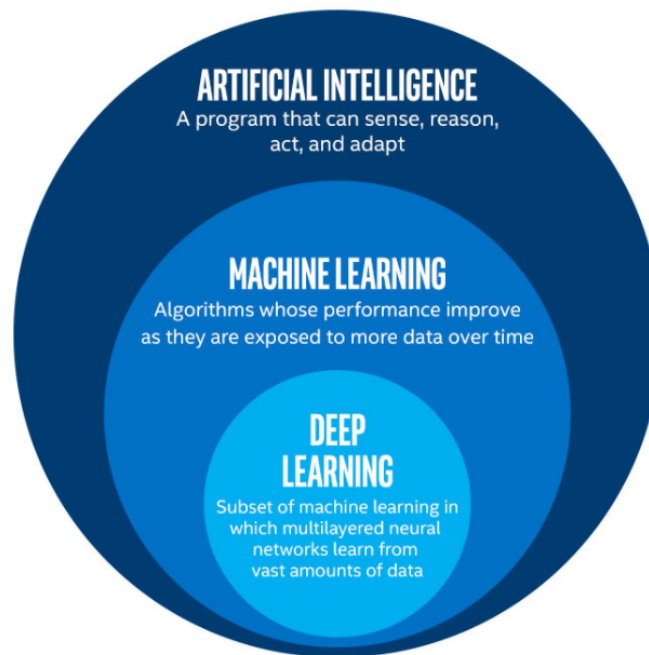 ARTIFICIAL INTELLIGENCE
A program that can sense, reason,
act, and adapt
MACHINE LEARNING
Algorithms whose performance improve
as they are exposed to more data over time
DEEP
LEARNING
Subset of machine learning in
which multilayered neural
networks learn from
vast amounts of data